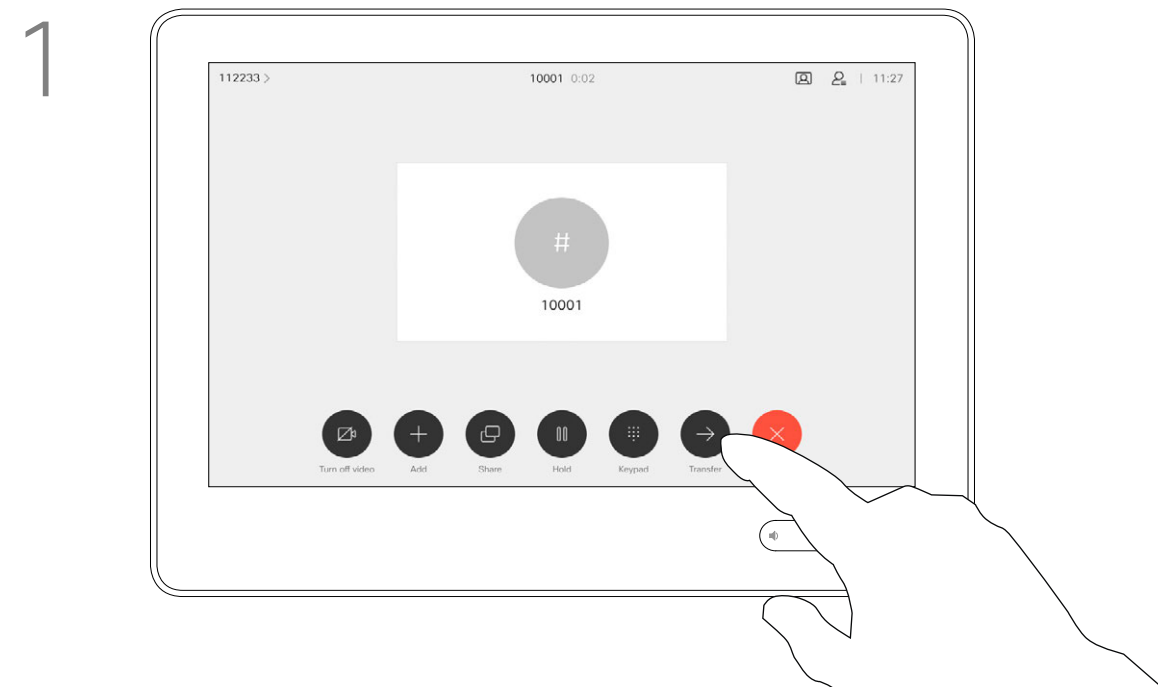 1
112233 >
10001 0:02
11:27
#
10001
Turn off video
Add
Share
Hold
Keypad
Transfer